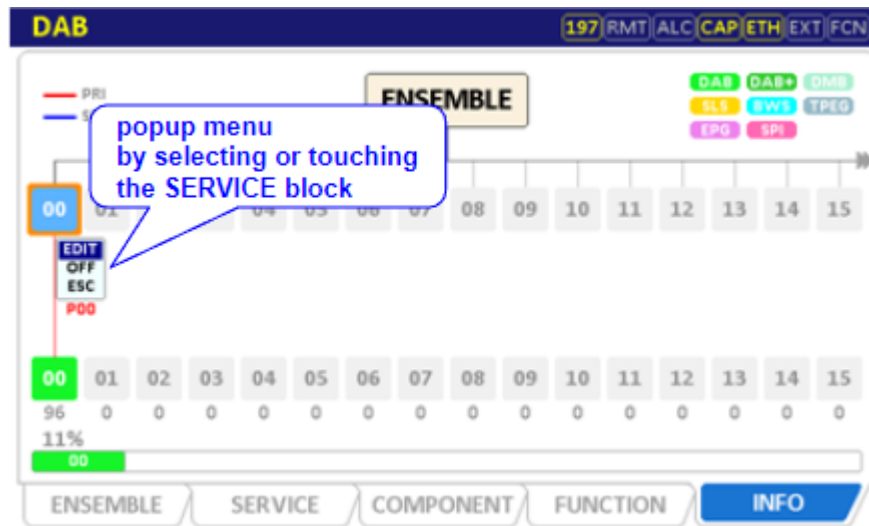 DAB 197 RMT ALC CAP ETH EXT FCN
PRI
ENSEMBLE
DAB DAB+ DMB
SLS BWS TPEG
EPG SPI
popup menu
by selecting or touching
the SERVICE block
00 01 04 05 06 07 08 09 10 11 12 13 14 15
EDIT
OFF
ESC
P00
00 01 02 03 04 05 06 07 08 09 10 11 12 13 14 15
96 0 0 0 0 0 0 0 0 0 0 0 0 0 0 0
11%
00
ENSEMBLE SERVICE COMPONENT FUNCTION INFO